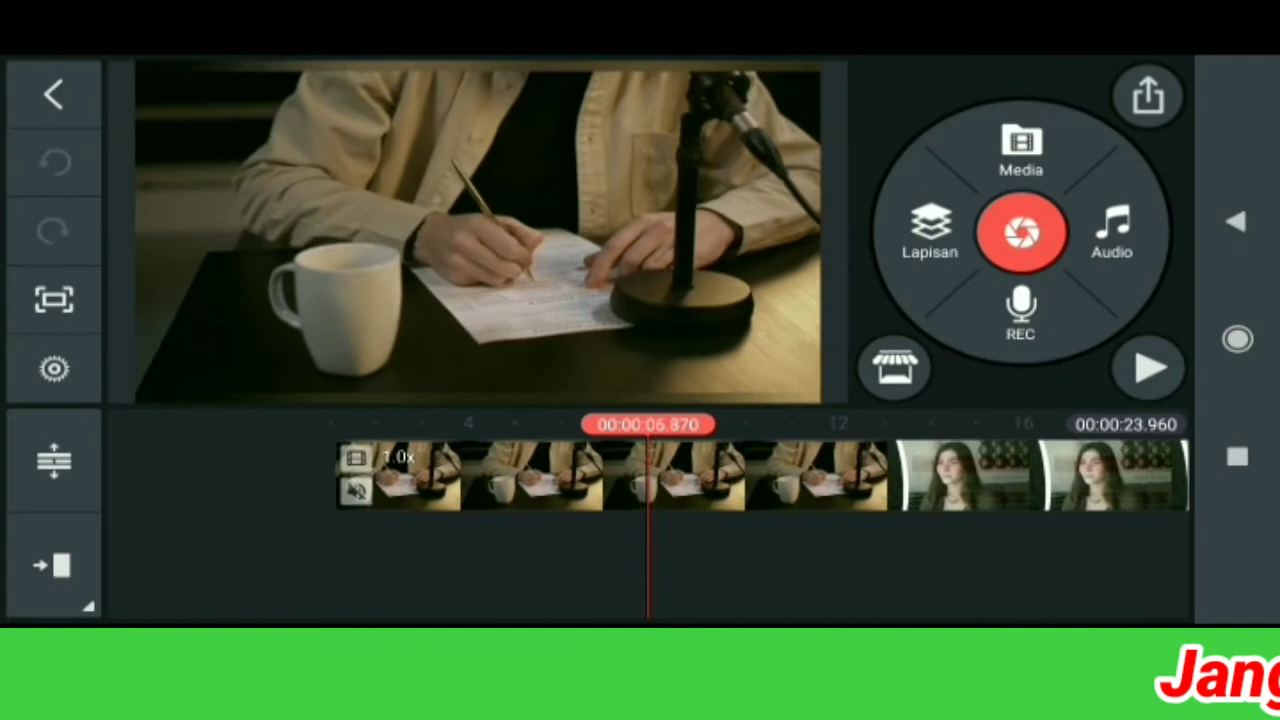 Media
Lapisan
Audio
REC
4
00:00:06.870
12
16
00:00:23.960
1.0x
Jang